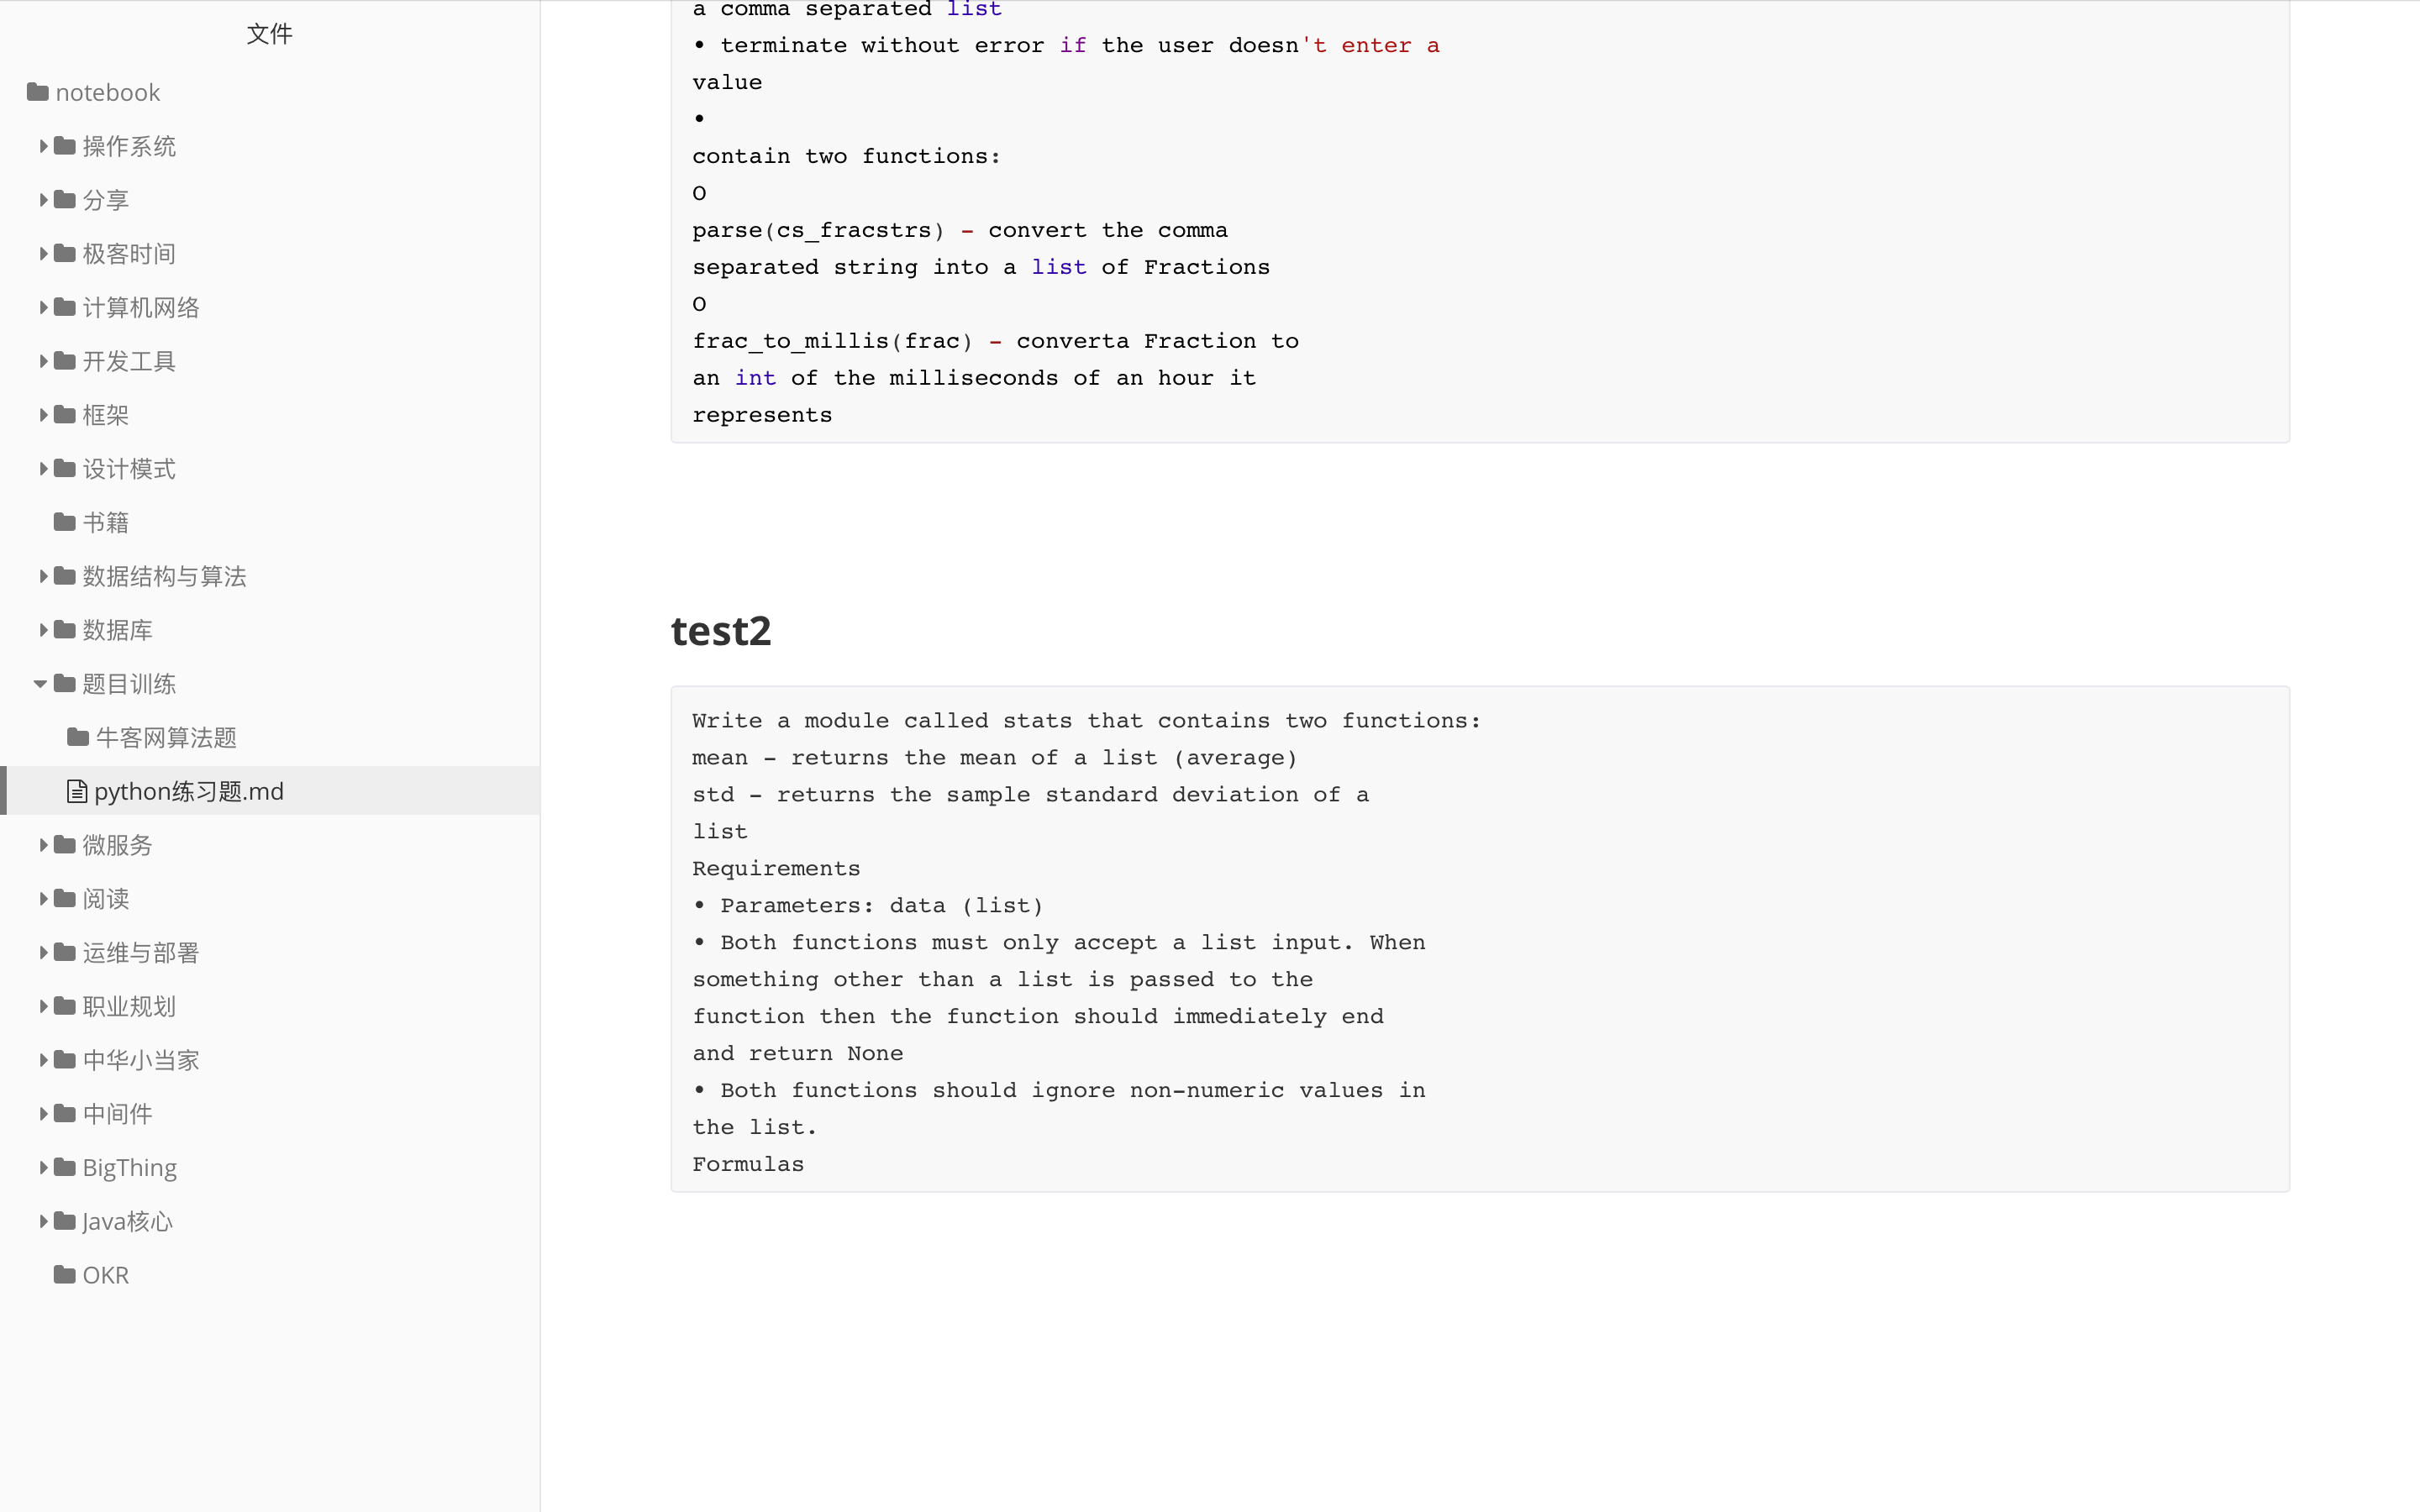 文件
notebook
操作系统
分享
极客时间
计算机网络
开发工具
框架
设计模式
书籍
数据结构与算法
数据库
题目训练
牛客网算法题
python练习题.md
微服务
阅读
运维与部署
职业规划
中华小当家
中间件
BigThing
Java核心
OKR
a comma separated list
• terminate without error if the user doesn't enter a
value
•
contain two functions:
O
parse(cs_fracstrs) - convert the comma
separated string into a list of Fractions
O
frac_to_millis(frac) - converta Fraction to
an int of the milliseconds of an hour it
represents
test2
Write a module called stats that contains two functions:
mean - returns the mean of a list (average)
std - returns the sample standard deviation of a
list
Requirements
• Parameters: data (list)
• Both functions must only accept a list input. When
something other than a list is passed to the
function then the function should immediately end
and return None
• Both functions should ignore non-numeric values in
the list.
Formulas